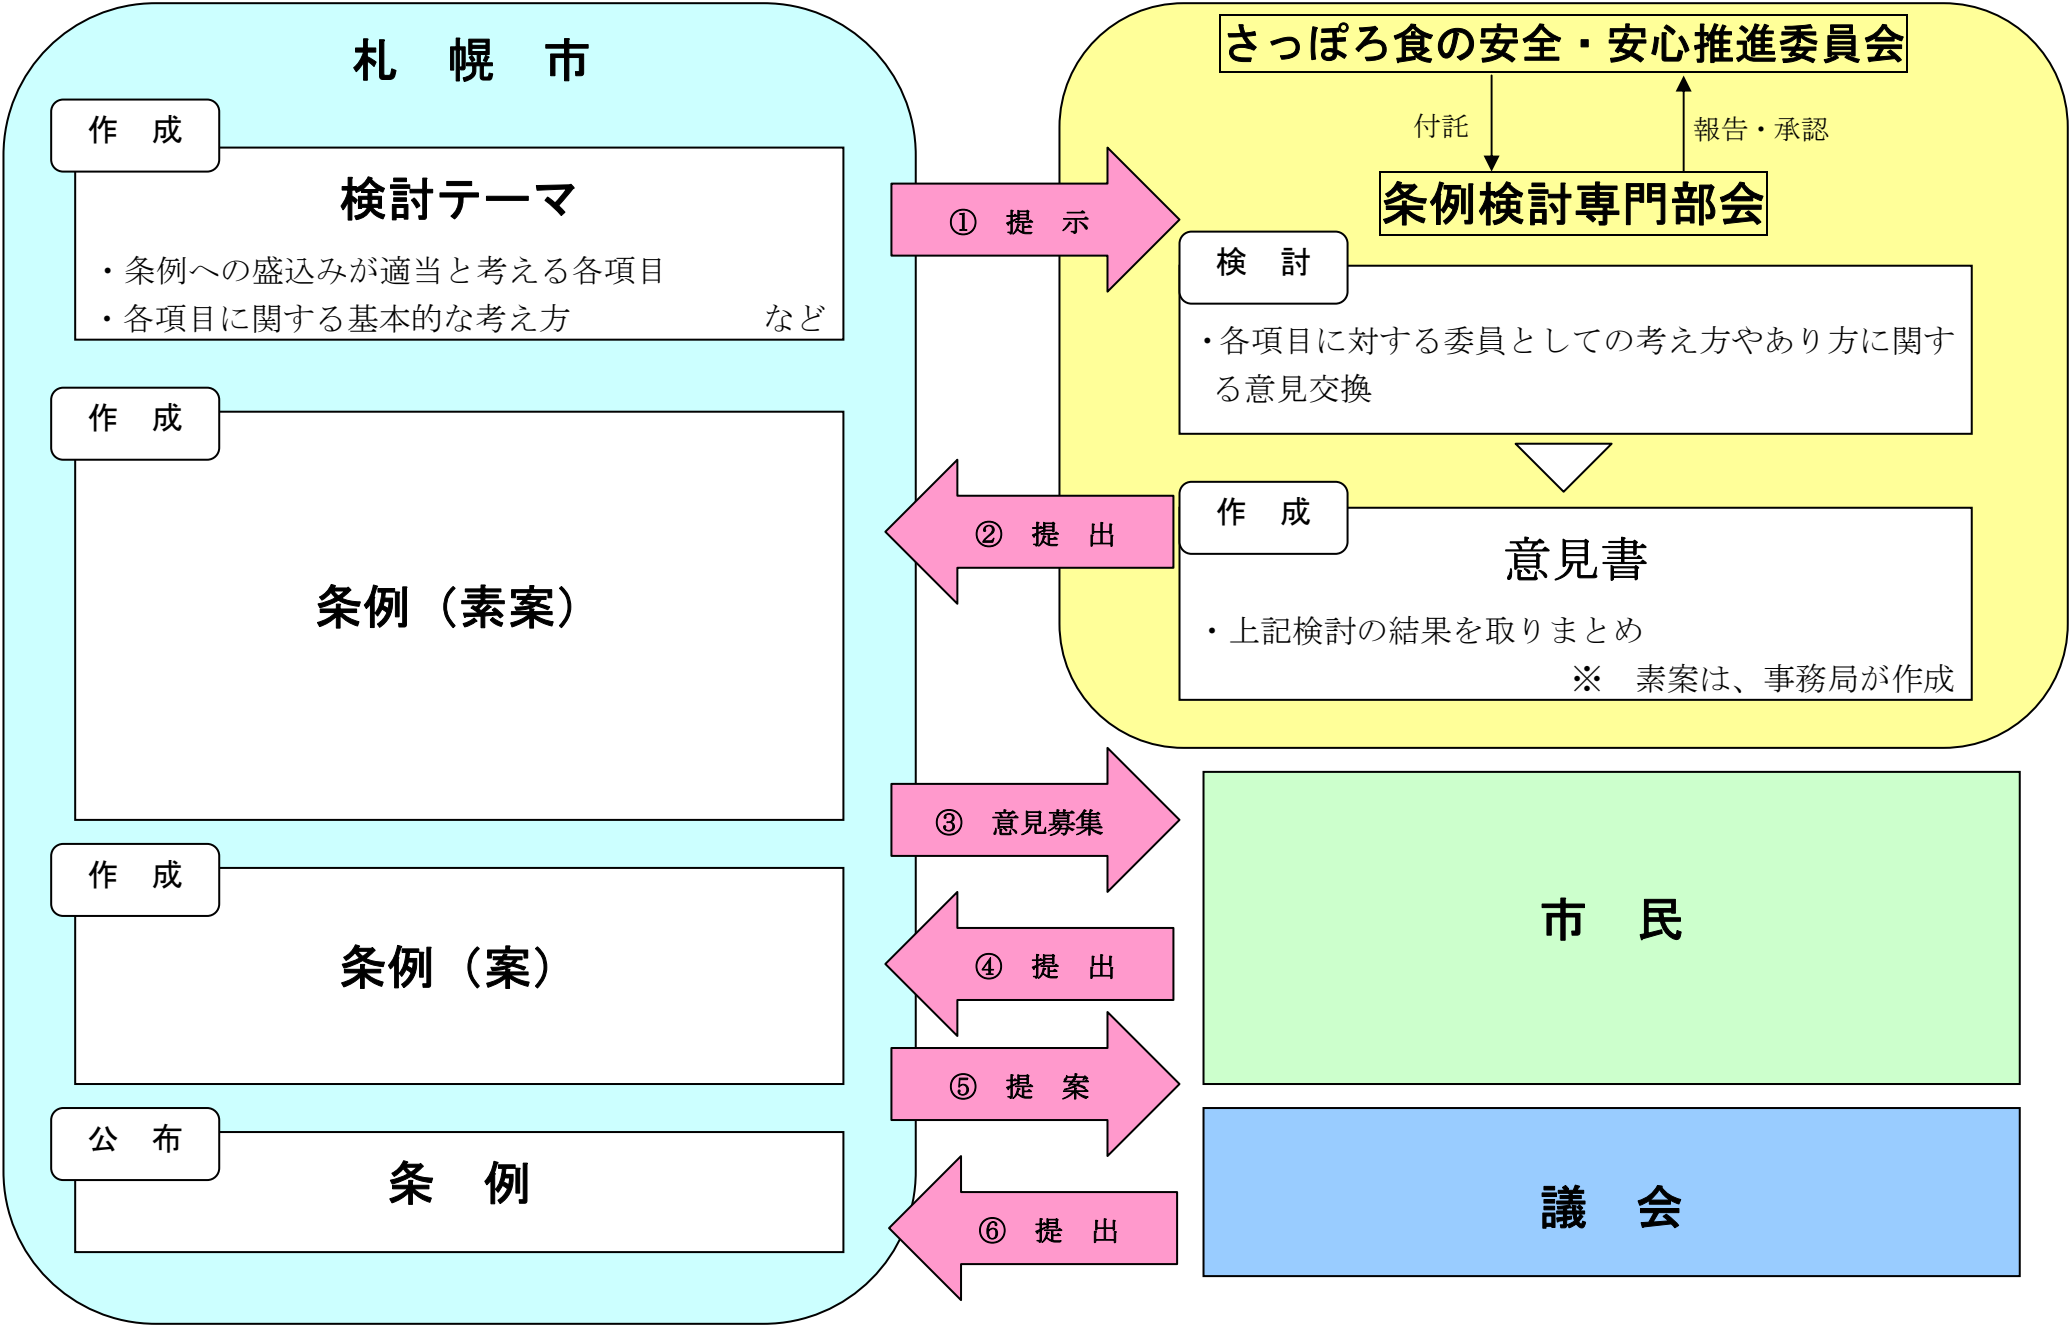 札　幌　市
作　成
検討テーマ
・条例への盛込みが適当と考える各項目
・各項目に関する基本的な考え方　　　　　　など
作　成
条例（素案）
作　成
条例（案）
公　布
条　例
①　提　示
②　提　出
③　意見募集
④　提　出
⑤　提　案
⑥　提　出
さっぽろ食の安全・安心推進委員会
付託
報告・承認
条例検討専門部会
検　討
・各項目に対する委員としての考え方やあり方に関す
る意見交換
作　成
意見書
・上記検討の結果を取りまとめ
※　素案は、事務局が作成
市　民
議　会